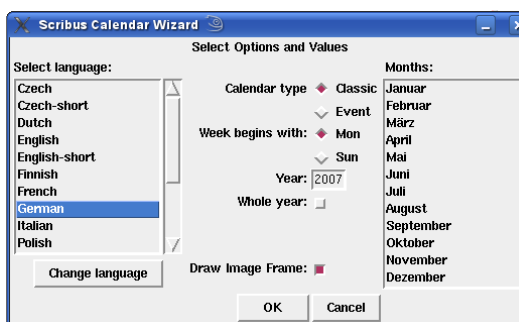 Scribus Calendar Wizard
Select Options and Values
Select language:
Czech
Czech-short
Dutch
English
English-short
Finnish
French
German
Italian
Polish
Change language
Calendar type
Classic
Event
Week begins with:
Mon
Sun
Year: 2007
Whole year:
Draw Image Frame:
Months:
Januar
Februar
März
April
Mai
Juni
Juli
August
September
Oktober
November
Dezember
OK
Cancel